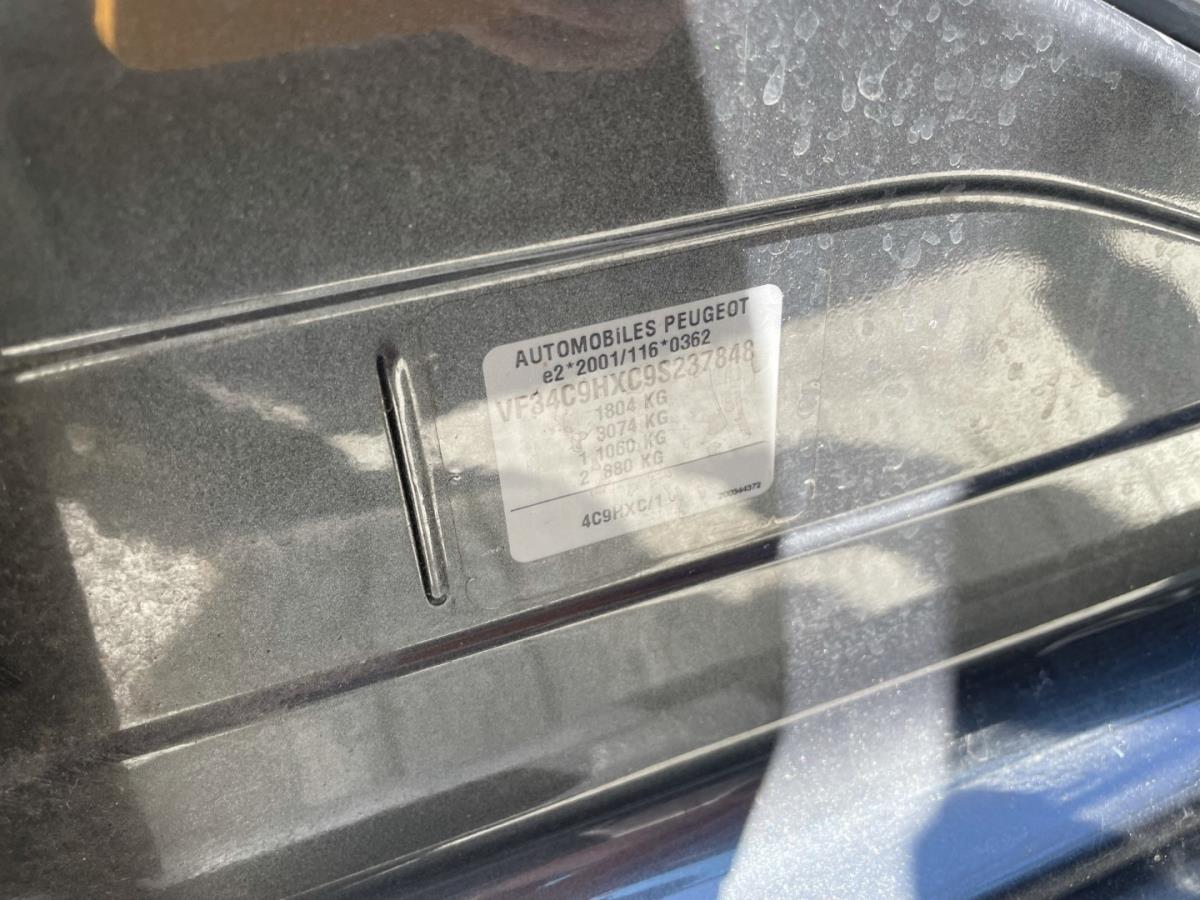 AUTOMOBiLES PEUGEOT
e2*2001/116*0362
VF34C9HXC9S237848
1804 KG
3074 KG
1 1060 KG
2 880 KG
4C9HXC/1
200344372